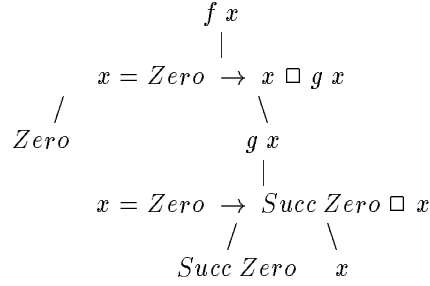 f x
x = Zero → x □ g x
Zero g x
x = Zero → Succ Zero □ x
Succ Zero x